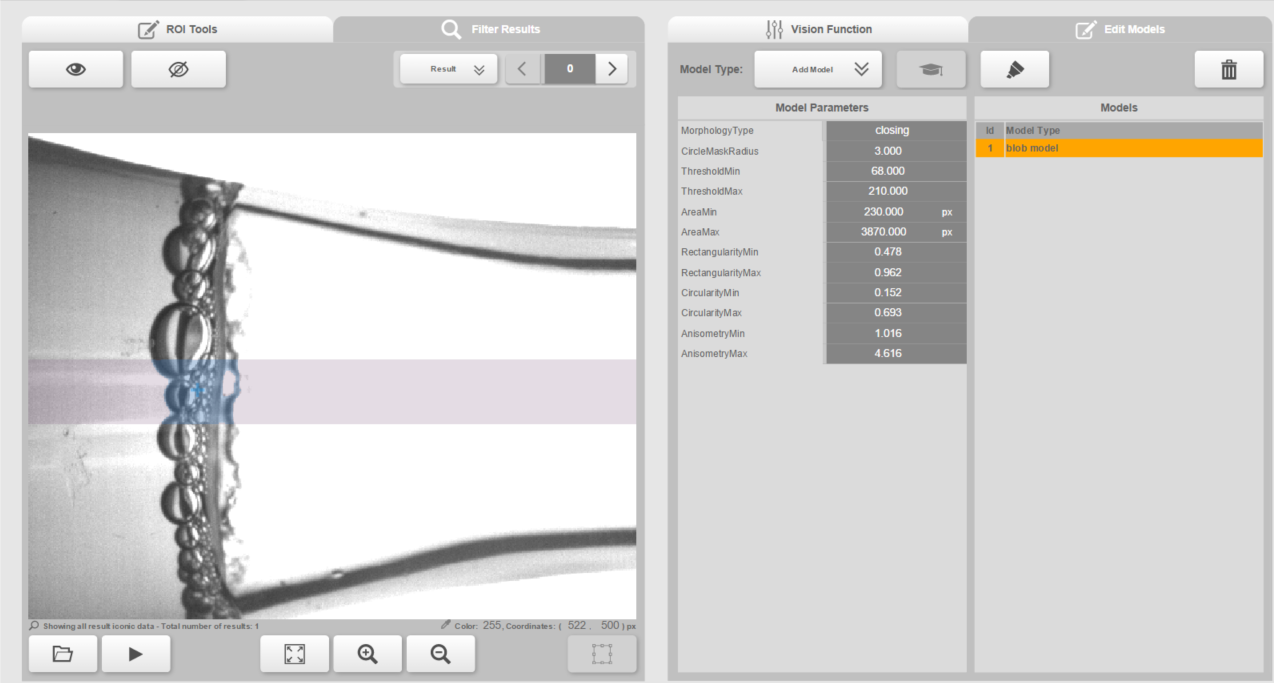 ROI Tools
Filter Results
Vision Function
Edit Models
Result
0
Model Type:
Add Model
Model Parameters
Models
MorphologyType closing
CircleMaskRadius 3.000
ThresholdMin 68.000
ThresholdMax 210.000
AreaMin 230.000 px
AreaMax 3870.000 px
RectangularityMin 0.478
RectangularityMax 0.962
CircularityMin 0.152
CircularityMax 0.693
AnisometryMin 1.016
AnisometryMax 4.616
Id Model Type
1 blob model
Showing all result iconic data - Total number of results: 1
Color: 255, Coordinates: ( 522 . 500 ) px